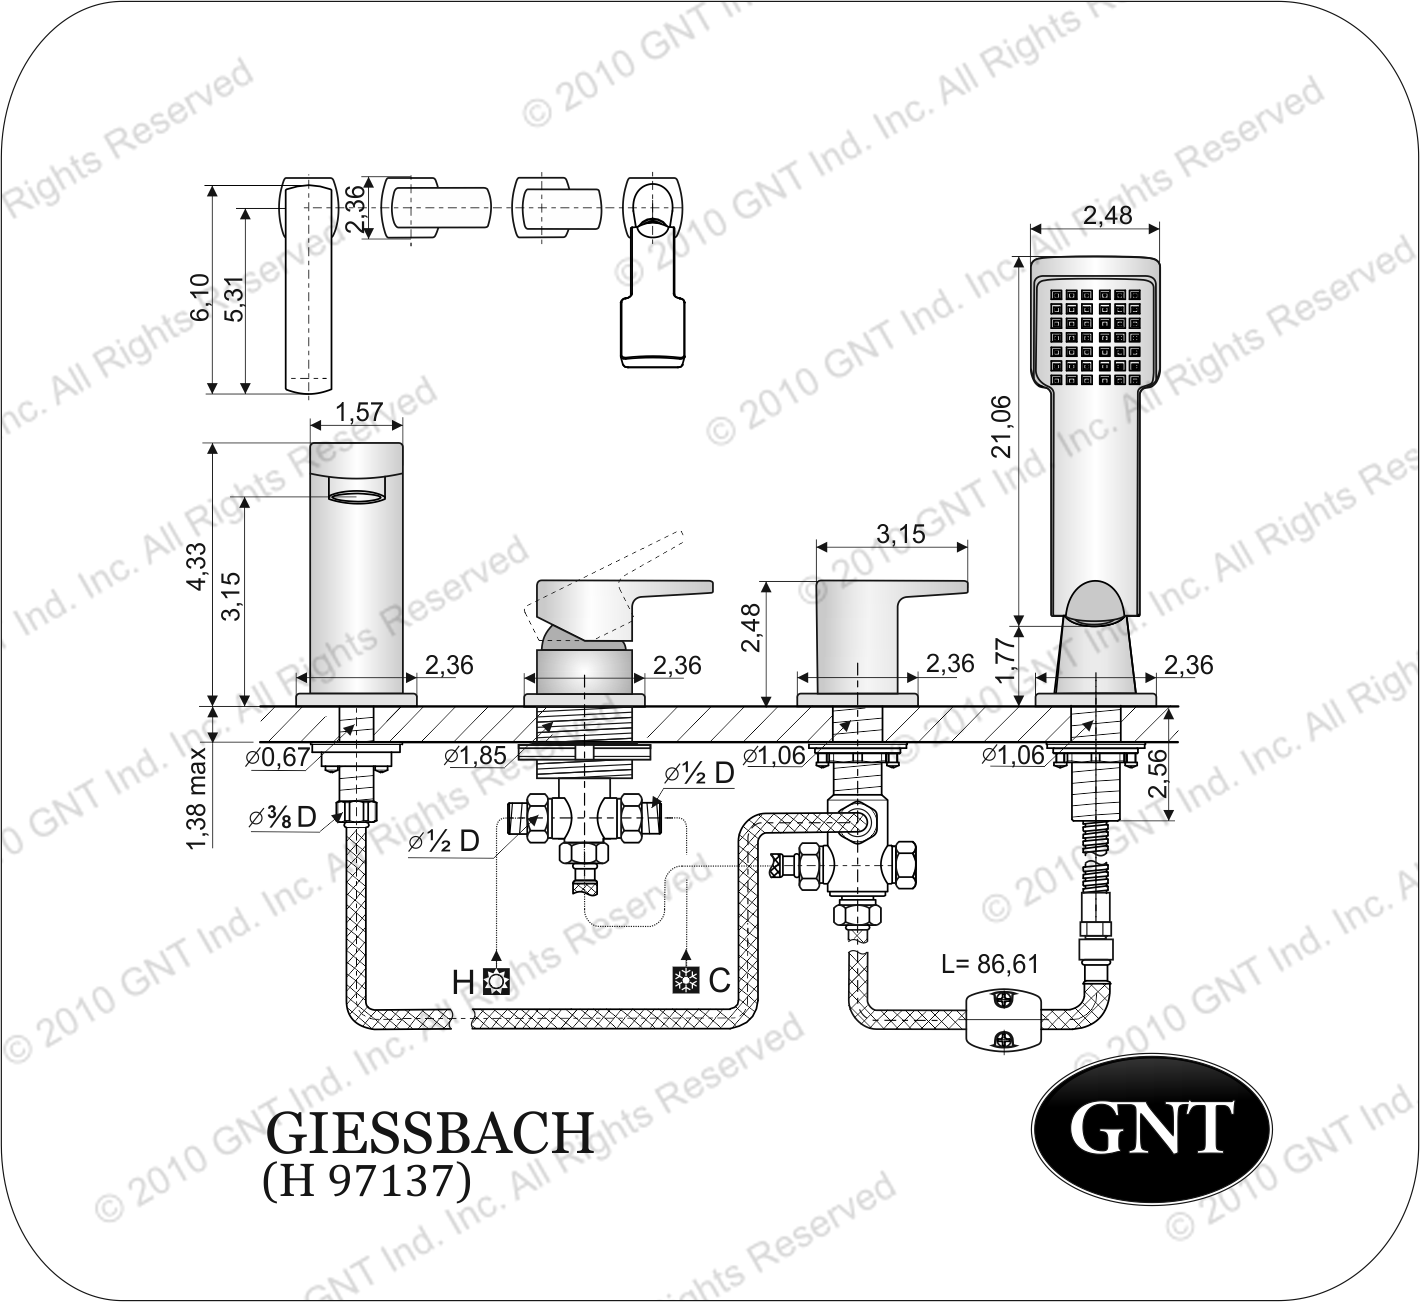 2,36
6,10
5,31
2,48
21,06
1,57
4,33
3,15
3,15
2,48
1,77
2,36
2,36
2,36
2,36
1,38 max
⌀0,67
⌀1,85
⌀1,06
⌀1,06
2,56
⌀⅜ D
⌀½ D
⌀½ D
H
C
L= 86,61
GIESSBACH
(H 97137)
GNT
© 2010 GNT Ind. Inc. All Rights Reserved